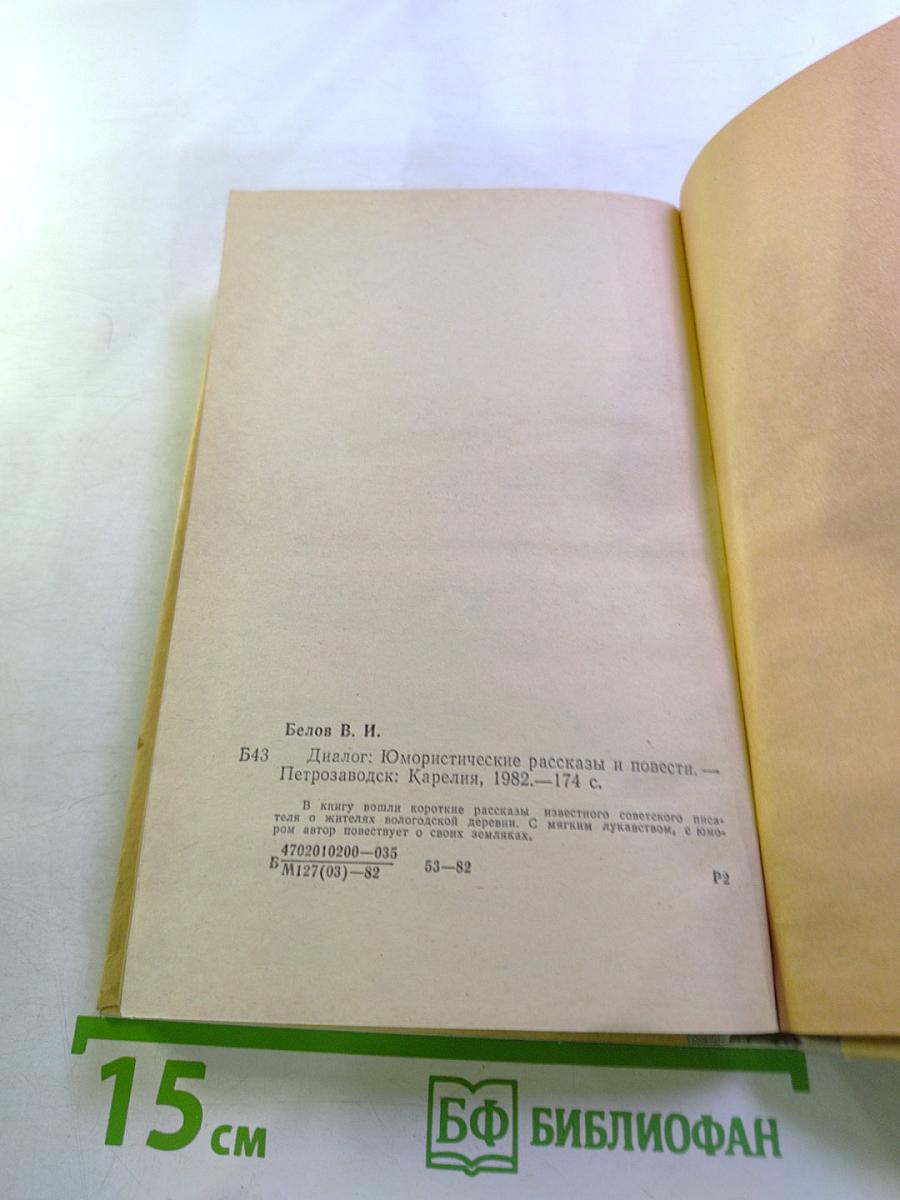 Белов В. И.
Б43 Диалог: Юмористические рассказы и повести.—
Петрозаводск: Карелия, 1982.—174 с.
В книгу вошли короткие рассказы известного советского писа-
теля о жителях вологодской деревни. С мягким лукавством, с юмо-
ром автор повествует о своих земляках.
4702010200—035
Б М127(03)—82 53—82
Р2
15 см
БФ БИБЛИОФАН